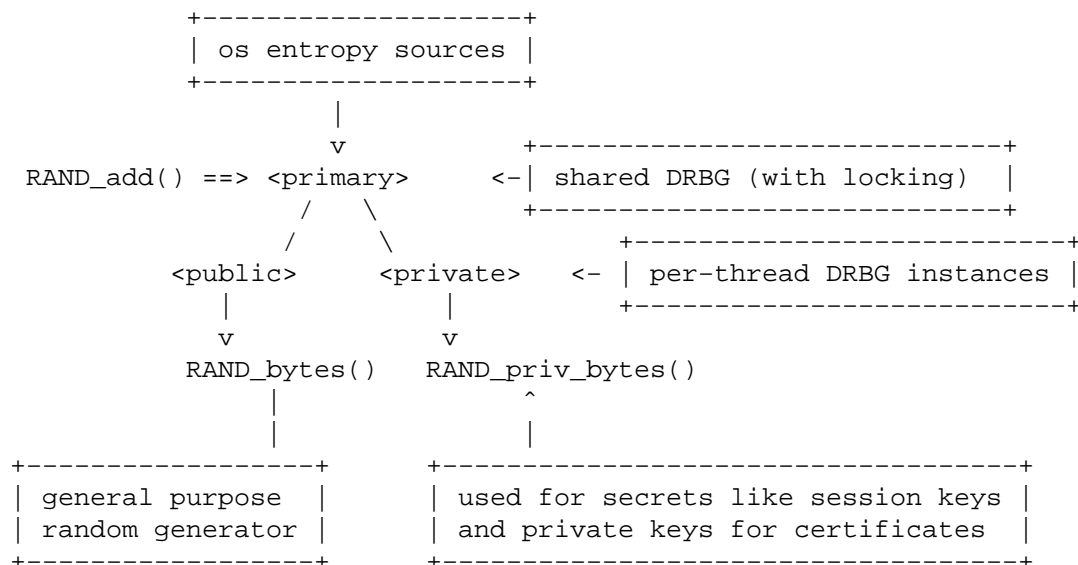 os entropy sources
RAND_add() ==> <primary> <-| shared DRBG (with locking) |
<public> <private> <- | per-thread DRBG instances |
RAND_bytes() RAND_priv_bytes()
general purpose used for secrets like session keys
random generator and private keys for certificates